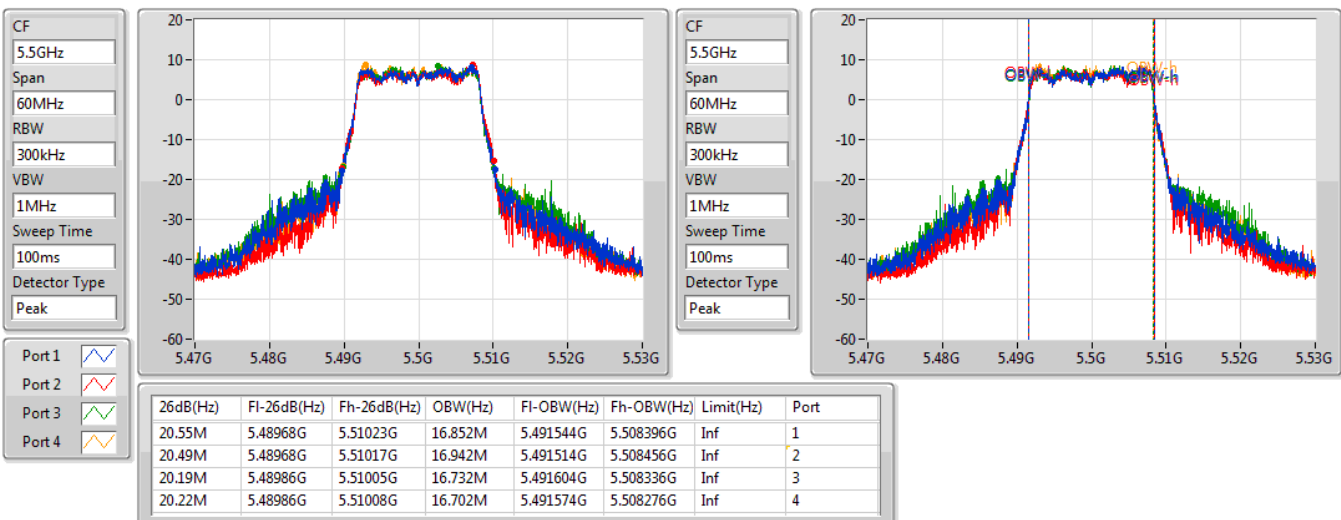 CF
5.5GHz
Span
60MHz
RBW
300kHz
VBW
1MHz
Sweep Time
100ms
Detector Type
Peak
20
10
0
-10
-20
-30
-40
-50
-60
5.47G 5.48G 5.49G 5.5G 5.51G 5.52G 5.53G
CF
5.5GHz
Span
60MHz
RBW
300kHz
VBW
1MHz
Sweep Time
100ms
Detector Type
Peak
20
10
0
-10
-20
-30
-40
-50
-60
OBW-h
5.47G 5.48G 5.49G 5.5G 5.51G 5.52G 5.53G
Port 1
Port 2
Port 3
Port 4
26dB(Hz) Fl-26dB(Hz) Fh-26dB(Hz) OBW(Hz) Fl-OBW(Hz) Fh-OBW(Hz) Limit(Hz) Port
20.55M 5.48968G 5.51023G 16.852M 5.491544G 5.508396G Inf 1
20.49M 5.48968G 5.51017G 16.942M 5.491514G 5.508456G Inf 2
20.19M 5.48986G 5.51005G 16.732M 5.491604G 5.508336G Inf 3
20.22M 5.48986G 5.51008G 16.702M 5.491574G 5.508276G Inf 4